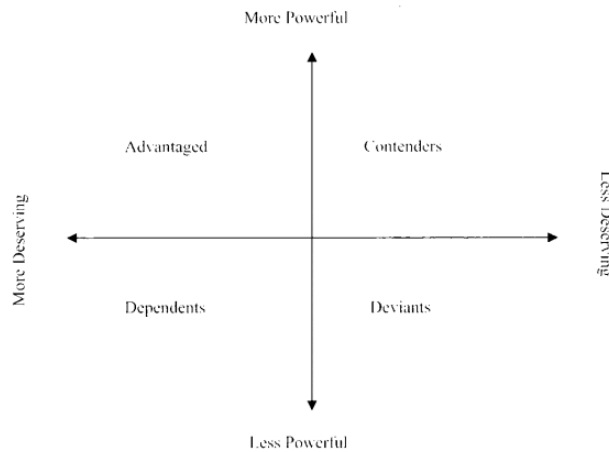 More Powerful
Advantaged
Contenders
More Deserving
Less Deserving
Dependents
Deviants
Less Powerful